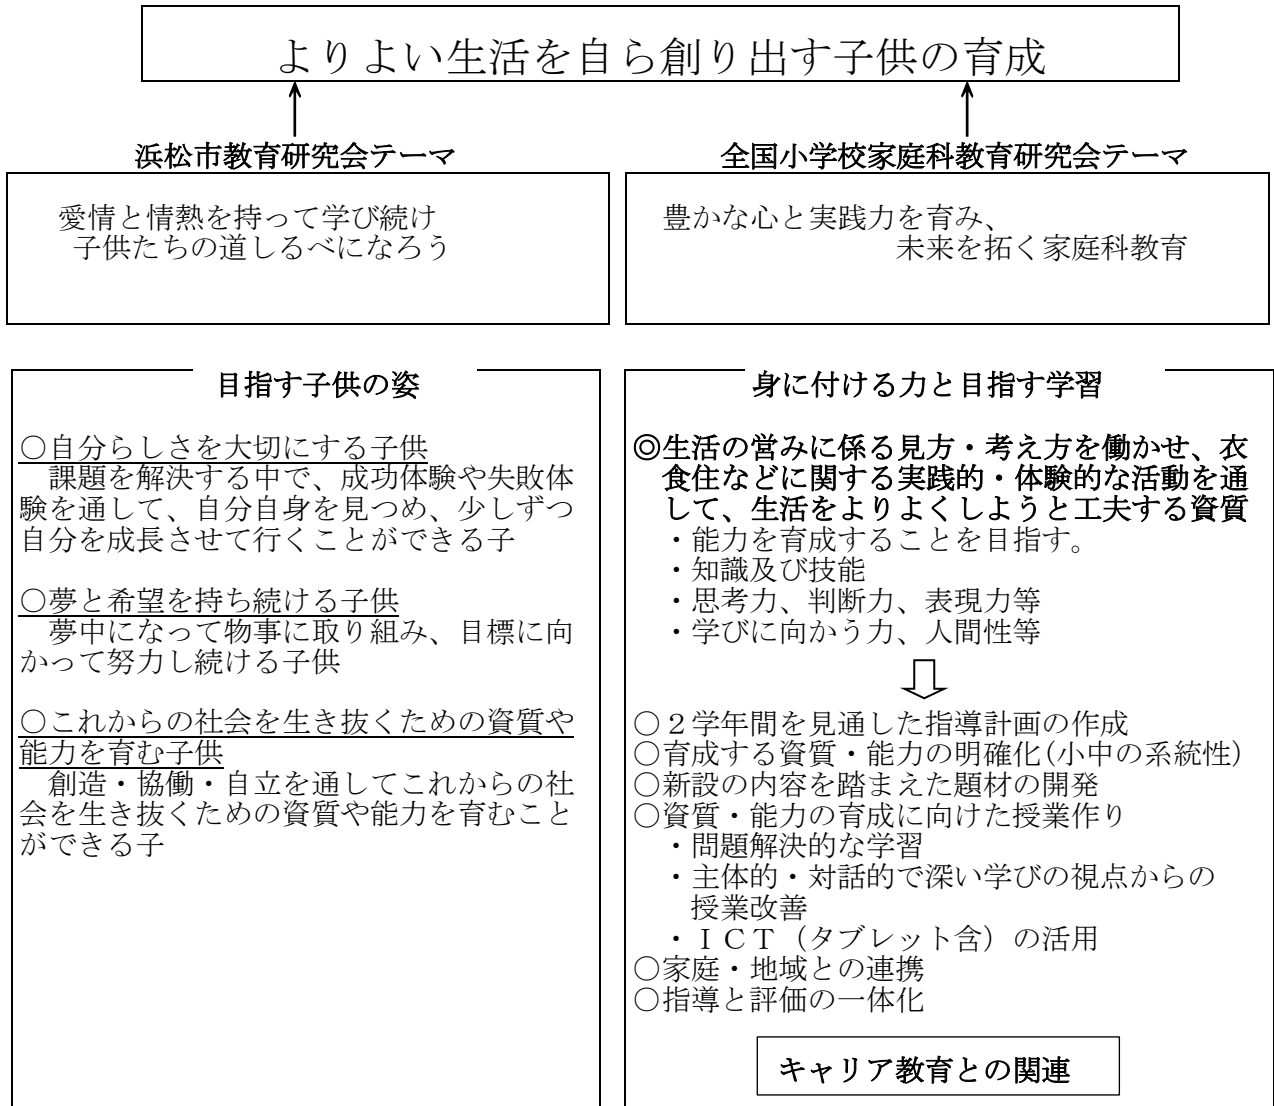 よりよい生活を自ら創り出す子供の育成
浜松市教育研究会テーマ
愛情と情熱を持って学び続け
子供たちの道しるべになろう
全国小学校家庭科教育研究会テーマ
豊かな心と実践力を育み、
未来を拓く家庭科教育
目指す子供の姿
○自分らしさを大切にする子供
課題を解決する中で、成功体験や失敗体
験を通して、自分自身を見つめ、少しずつ
自分を成長させて行くことができる子
○夢と希望を持ち続ける子供
夢中になって物事に取り組み、目標に向
かって努力し続ける子供
○これからの社会を生き抜くための資質や
能力を育む子供
創造・協働・自立を通してこれからの社
会を生き抜くための資質や能力を育むこと
ができる子
身に付ける力と目指す学習
◎生活の営みに係る見方・考え方を働かせ、衣
食住などに関する実践的・体験的な活動を通
して、生活をよりよくしようと工夫する資質
・能力を育成することを目指す。
・知識及び技能
・思考力、判断力、表現力等
・学びに向かう力、人間性等
○２学年間を見通した指導計画の作成
○育成する資質・能力の明確化(小中の系統性)
○新設の内容を踏まえた題材の開発
○資質・能力の育成に向けた授業作り
・問題解決的な学習
・主体的・対話的で深い学びの視点からの
授業改善
・ＩＣＴ（タブレット含）の活用
○家庭・地域との連携
○指導と評価の一体化
キャリア教育との関連